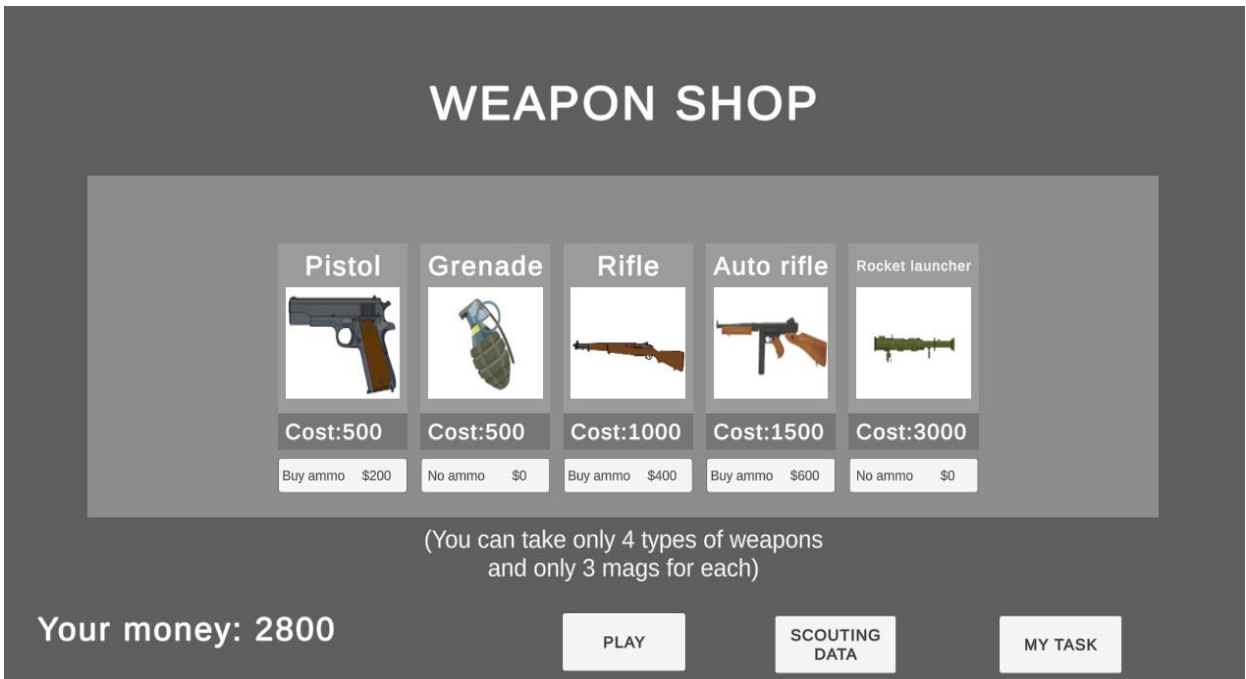 WEAPON SHOP
Pistol
Grenade
Rifle
Auto rifle
Rocket launcher
Cost:500
Cost:500
Cost:1000
Cost:1500
Cost:3000
Buy ammo $200
No ammo $0
Buy ammo $400
Buy ammo $600
No ammo $0
(You can take only 4 types of weapons
and only 3 mags for each)
Your money: 2800
PLAY
SCOUTING
DATA
MY TASK